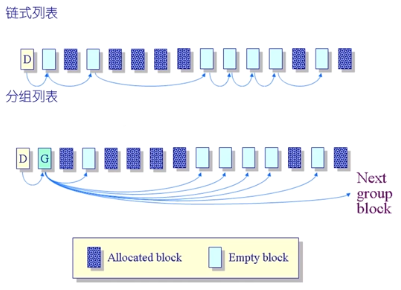 链式列表
D
分组列表
D G
Next
group
block
Allocated block Empty block